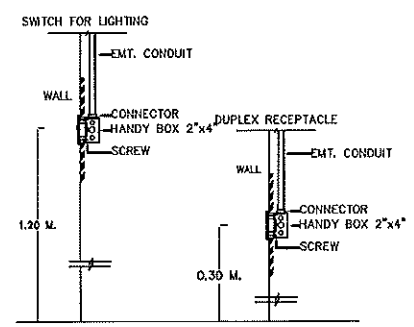 SWITCH FOR LIGHTING
EMT. CONDUIT
WALL
CONNECTOR
HANDY BOX 2"x4"
SCREW
1.20 M.
DUPLEX RECEPTACLE
EMT. CONDUIT
WALL
CONNECTOR
HANDY BOX 2"x4"
SCREW
0.30 M.